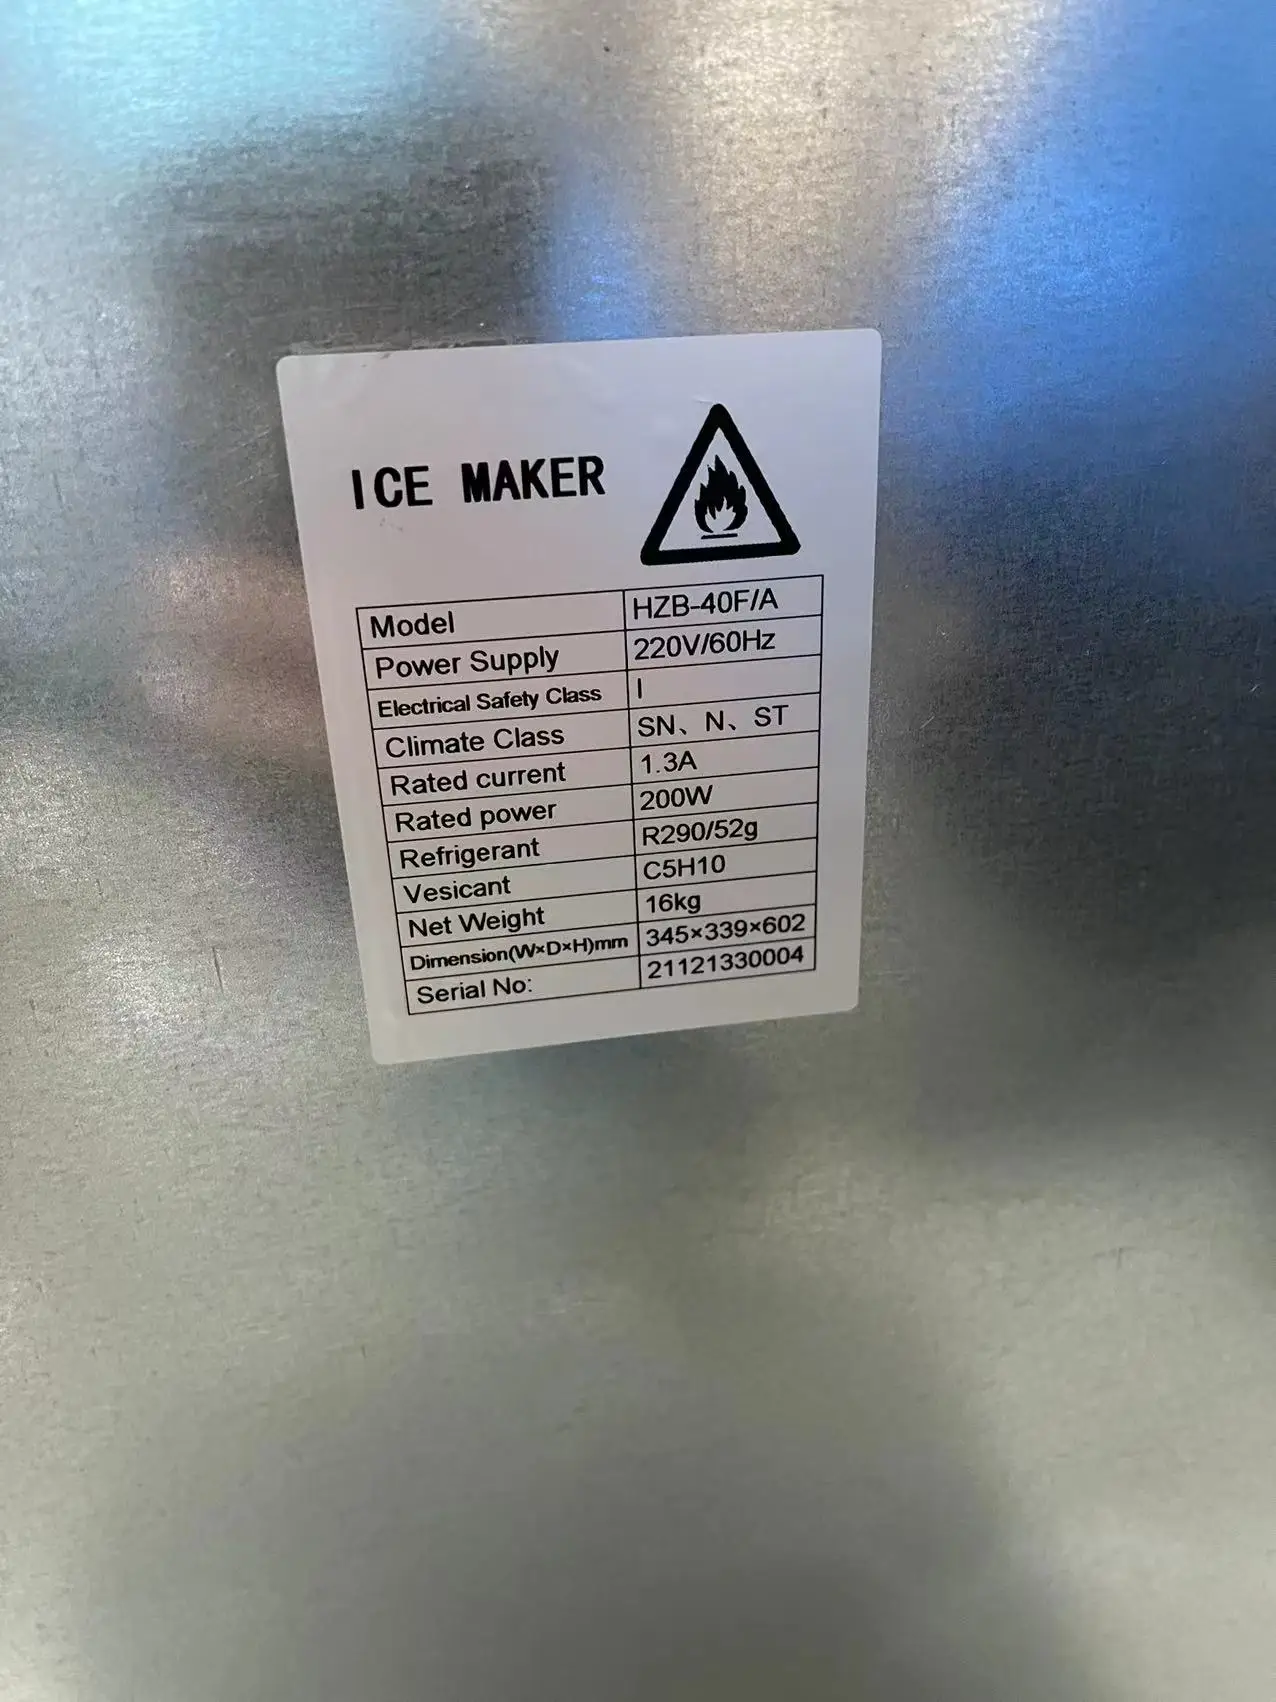 ICE MAKER
Model HZB-40F/A
Power Supply 220V/60Hz
Electrical Safety Class I
Climate Class SN、N、ST
Rated current 1.3A
Rated power 200W
Refrigerant R290/52g
Vesicant C5H10
Net Weight 16kg
Dimension(W×D×H)mm 345×339×602
Serial No: 21121330004